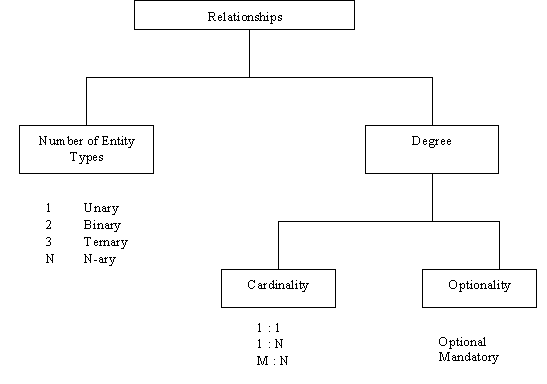 Relationships
Number of Entity
Types
Degree
1 Unary
2 Binary
3 Ternary
N N-ary
Cardinality
Optionality
1 : 1
1 : N
M : N
Optional
Mandatory